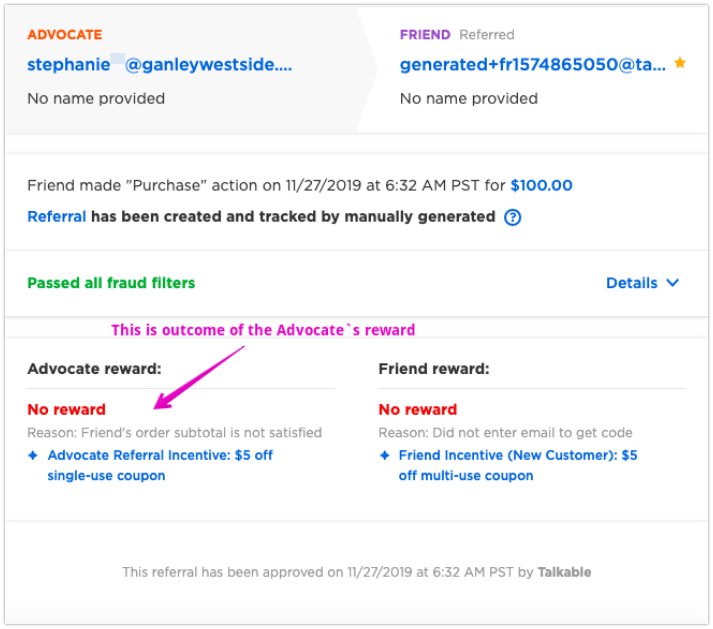 ADVOCATE
stephanie @ganleywestside....
No name provided
FRIEND Referred
generated+fr1574865050@ta...
No name provided
Friend made "Purchase" action on 11/27/2019 at 6:32 AM PST for $100.00
Referral has been created and tracked by manually generated ?
Passed all fraud filters
Details
This is outcome of the Advocate`s reward
Advocate reward:
No reward
Reason: Friend's order subtotal is not satisfied
Advocate Referral Incentive: $5 off
single-use coupon
Friend reward:
No reward
Reason: Did not enter email to get code
Friend Incentive (New Customer): $5
off multi-use coupon
This referral has been approved on 11/27/2019 at 6:32 AM PST by Talkable